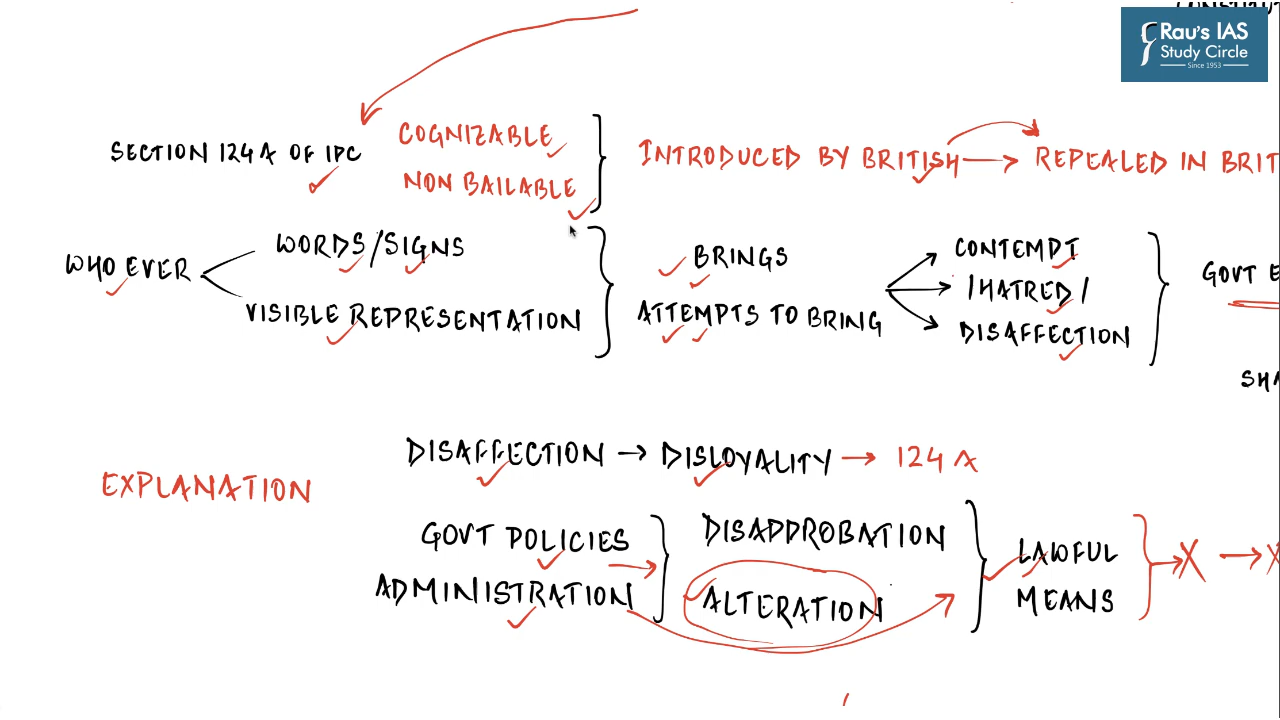 Rau's IAS
Study Circle
Since 1953
SECTION 124A OF IPC
COGNIZABLE
NON BAILABLE
INTRODUCED BY BRITISH → REPEALED IN BRIT
WHO EVER
WORDS/SIGNS
VISIBLE REPRESENTATION
BRINGS
ATTEMPTS TO BRING
CONTEMPT
/HATRED/
DISAFFECTION
GOVT E
SHA
EXPLANATION
DISAFFECTION → DISLOYALITY → 124 A
GOVT POLICIES
ADMINISTRATION
DISAPPROBATION
ALTERATION
LAWFUL
MEANS
X → X